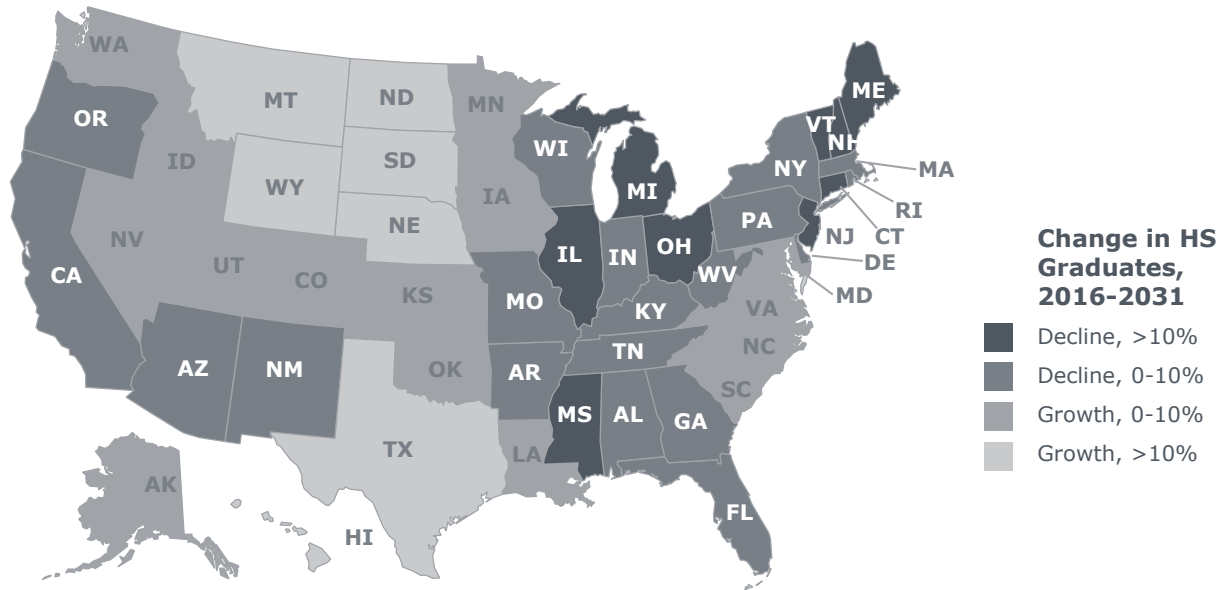 WA
MT
ND
MN
ME
OR
VT
NH
WI
NY
MA
ID
SD
WY
MI
IA
RI
NE
PA
NV
NJ
CT
OH
IL
IN
DE
UT
CA
CO
WV
KS
MO
MD
KY
VA
TN
NC
AZ
NM
OK
AR
SC
MS
AL
GA
TX
LA
AK
FL
HI
Change in HS
Graduates,
2016-2031
Decline, >10%
Decline, 0-10%
Growth, 0-10%
Growth, >10%